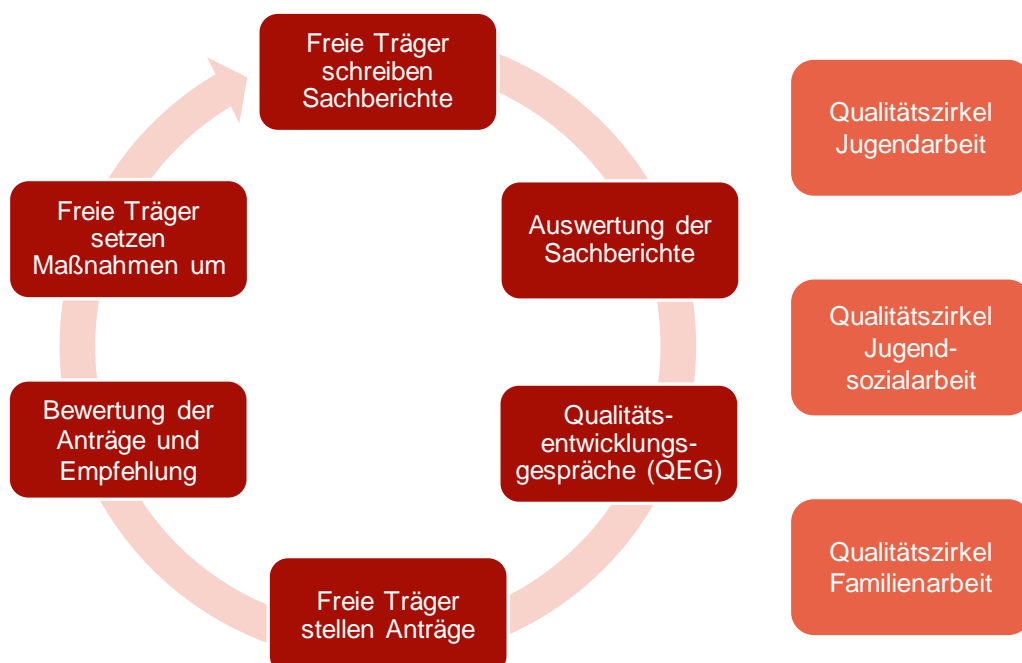 Freie Träger
schreiben
Sachberichte
Auswertung der
Sachberichte
Qualitäts-
entwicklungs-
gespräche (QEG)
Freie Träger
stellen Anträge
Bewertung der
Anträge und
Empfehlung
Freie Träger
setzen
Maßnahmen um
Qualitätszirkel
Jugendarbeit
Qualitätszirkel
Jugend-
sozialarbeit
Qualitätszirkel
Familienarbeit